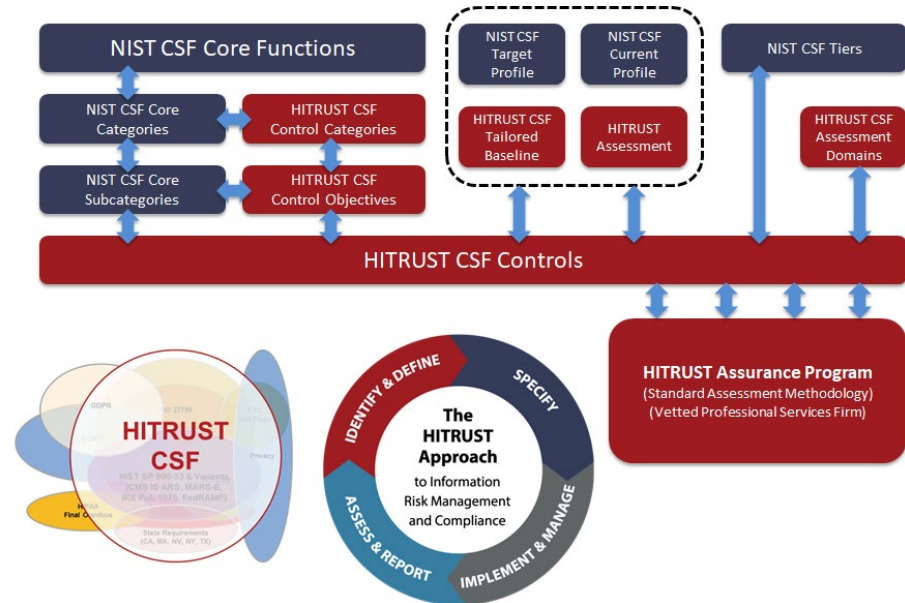 NIST CSF Core Functions
NIST CSF
Target
Profile
NIST CSF
Current
Profile
NIST CSF Tiers
NIST CSF Core
Categories
HITRUST CSF
Control Categories
HITRUST CSF
Tailored
Baseline
HITRUST
Assessment
HITRUST CSF
Assessment
Domains
NIST CSF Core
Subcategories
HITRUST CSF
Control Objectives
HITRUST CSF Controls
HITRUST Assurance Program
(Standard Assessment Methodology)
(Vetted Professional Services Firm)
GDPR
HITRUST
CSF
Privacy
NIST SP 800-53 & Variants
(CMS IS ARS, MARS-E,
IRS Pub 1075, FedRAMP)
HIPAA
Final Omnibus
State Requirements
(CA, MA, NV, NY, TX)
IDENTIFY & DEFINE
SPECIFY
IMPLEMENT & MANAGE
ASSESS & REPORT
The
HITRUST
Approach
to Information
Risk Management
and Compliance